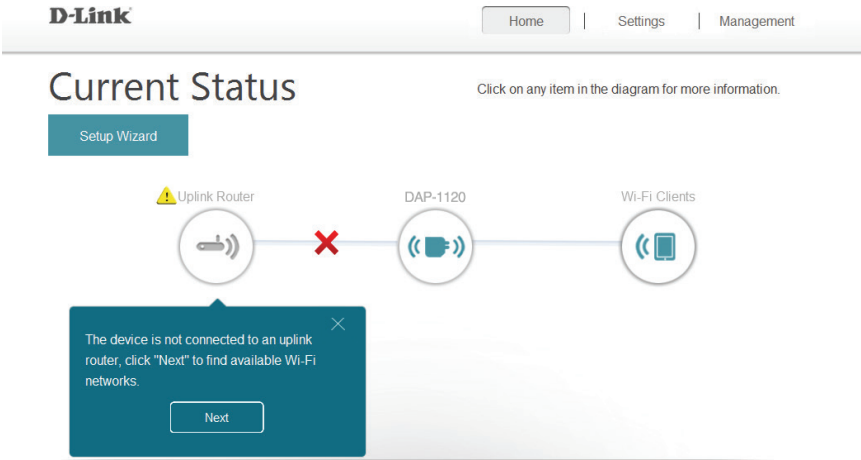 D-Link
Home
Settings
Management
Current Status
Click on any item in the diagram for more information.
Setup Wizard
Uplink Router
DAP-1120
Wi-Fi Clients
The device is not connected to an uplink
router, click "Next" to find available Wi-Fi
networks.
Next